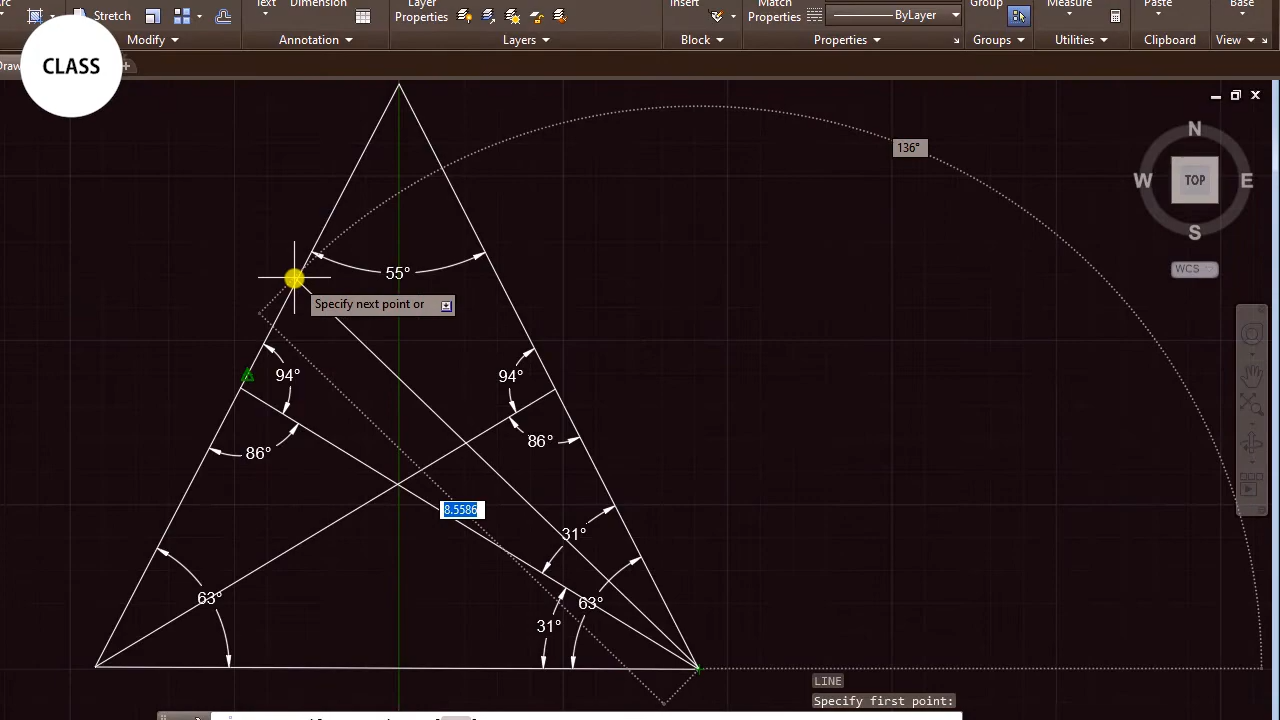 Stretch
Text
Dimension
Layer
Properties
Insert
Match
Properties
ByLayer
Group
Measure
Paste
Base
Modify
Annotation
Layers
Block
Properties
Groups
Utilities
Clipboard
View
CLASS
Draw
+
136°
N
W
TOP
E
S
WCS
55°
Specify next point or
94°
94°
86°
86°
8.5586
31°
63°
63°
31°
LINE
Specify first point: